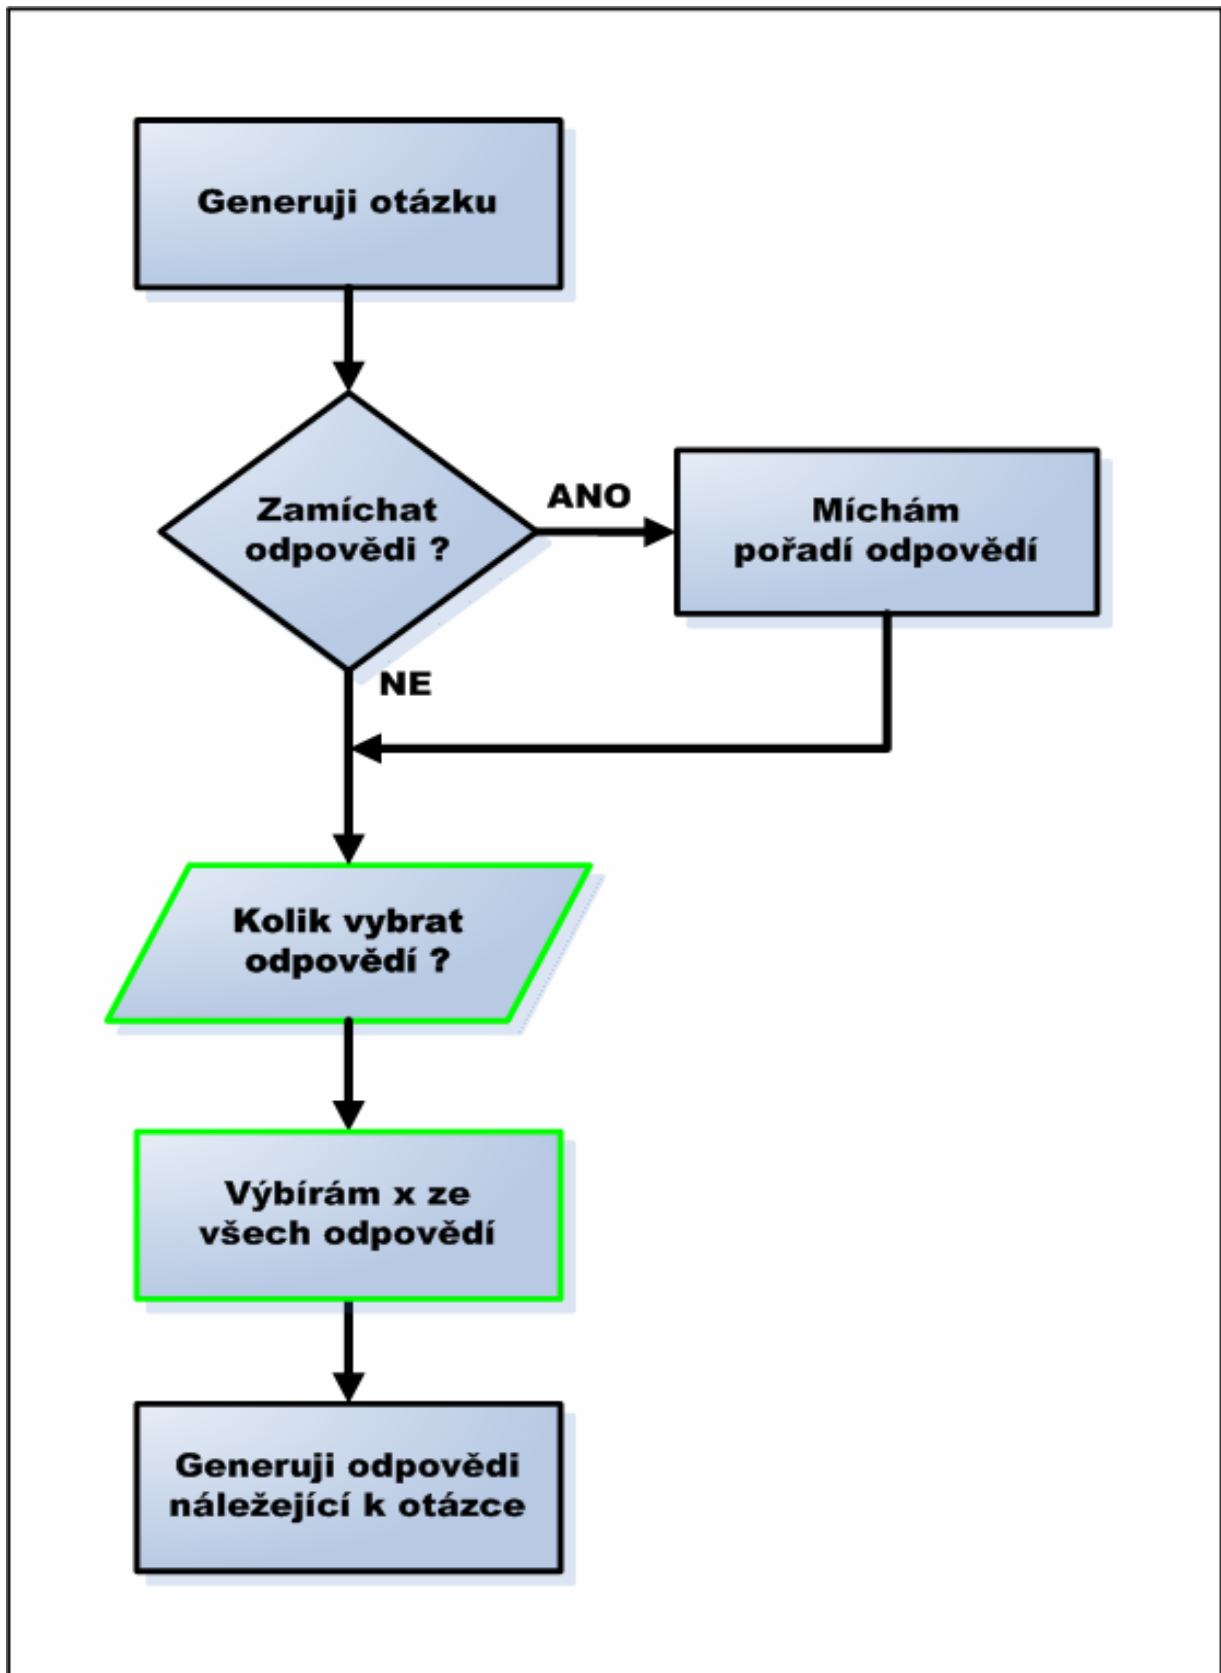 Generuji otázku
Zamíchat
odpovědi ?
ANO
Míchám
pořadí odpovědí
NE
Kolik vybrat
odpovědí ?
Výbírám x ze
všech odpovědí
Generuji odpovědi
náležející k otázce